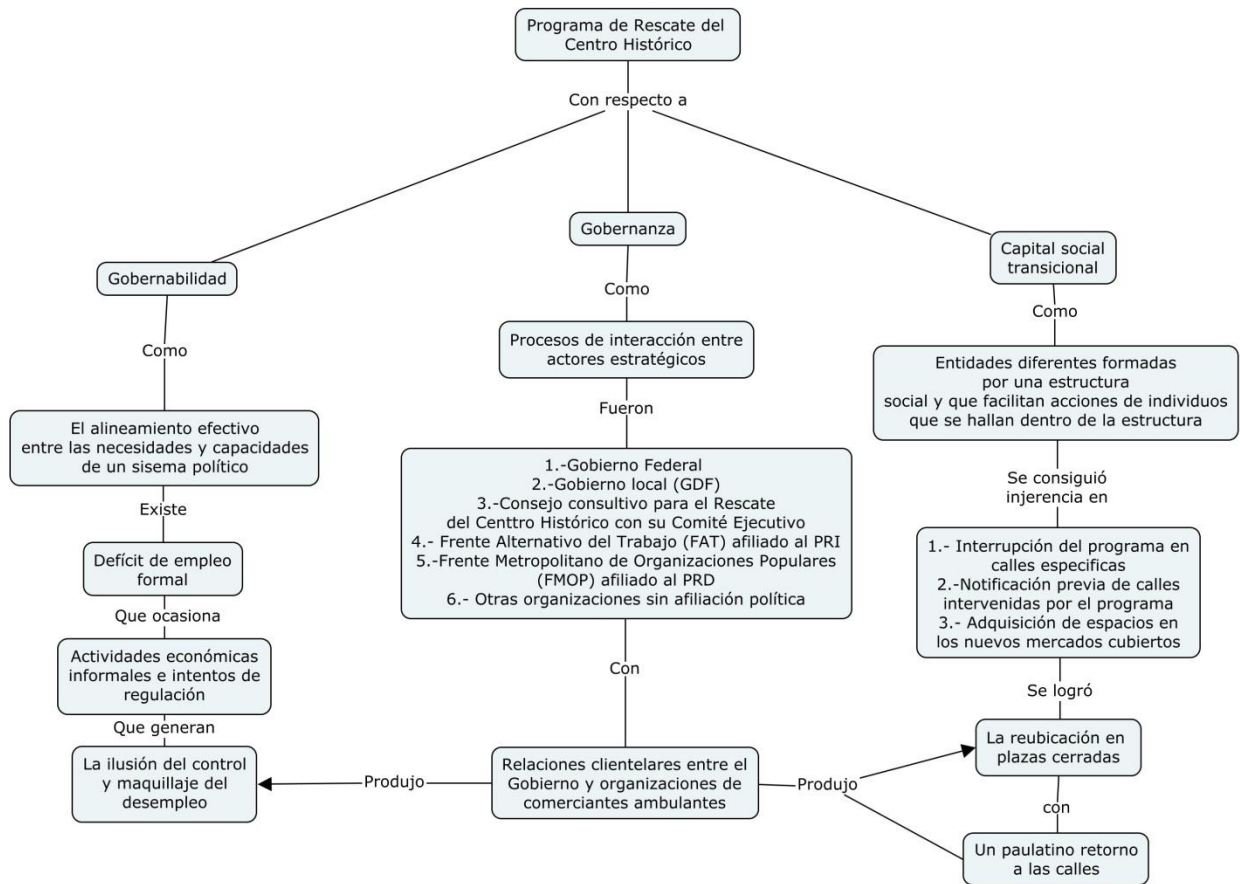 Programa de Rescate del
Centro Histórico
Con respecto a
Gobernabilidad
Como
El alineamiento efectivo
entre las necesidades y capacidades
de un sisema político
Existe
Defícit de empleo
formal
Que ocasiona
Actividades económicas
informales e intentos de
regulación
Que generan
La ilusión del control
y maquillaje del
desempleo
Gobernanza
Como
Procesos de interacción entre
actores estratégicos
Fueron
1.-Gobierno Federal
2.-Gobierno local (GDF)
3.-Consejo consultivo para el Rescate
del Centro Histórico con su Comité Ejecutivo
4.- Frente Alternativo del Trabajo (FAT) afiliado al PRI
5.-Frente Metropolitano de Organizaciones Populares
(FMOP) afiliado al PRD
6.- Otras organizaciones sin afiliación política
Con
Relaciones clientelares entre el
Gobierno y organizaciones de
comerciantes ambulantes
Produjo
Produjo
Capital social
transicional
Como
Entidades diferentes formadas
por una estructura
social y que facilitan acciones de individuos
que se hallan dentro de la estructura
Se consiguió
injerencia en
1.- Interrupción del programa en
calles especificas
2.-Notificación previa de calles
intervenidas por el programa
3.- Adquisición de espacios en
los nuevos mercados cubiertos
Se logró
La reubicación en
plazas cerradas
con
Un paulatino retorno
a las calles